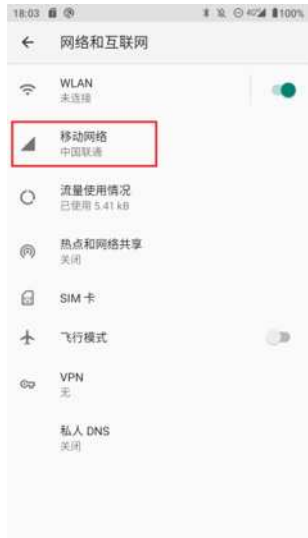 18:03 100%
网络和互联网
WLAN
未连接
移动网络
中国联通
流量使用情况
已使用 5.41 kB
热点和网络共享
关闭
SIM 卡
飞行模式
VPN
无
私人 DNS
关闭